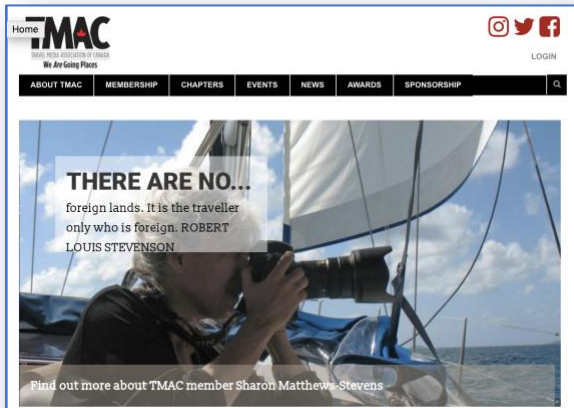 Home
TMAC
TRAVEL MEDIA ASSOCIATION OF CANADA
We Are Going Places
LOGIN
ABOUT TMAC MEMBERSHIP CHAPTERS EVENTS NEWS AWARDS SPONSORSHIP
THERE ARE NO...
foreign lands. It is the traveller
only who is foreign. ROBERT
LOUIS STEVENSON
Find out more about TMAC member Sharon Matthews-Stevens